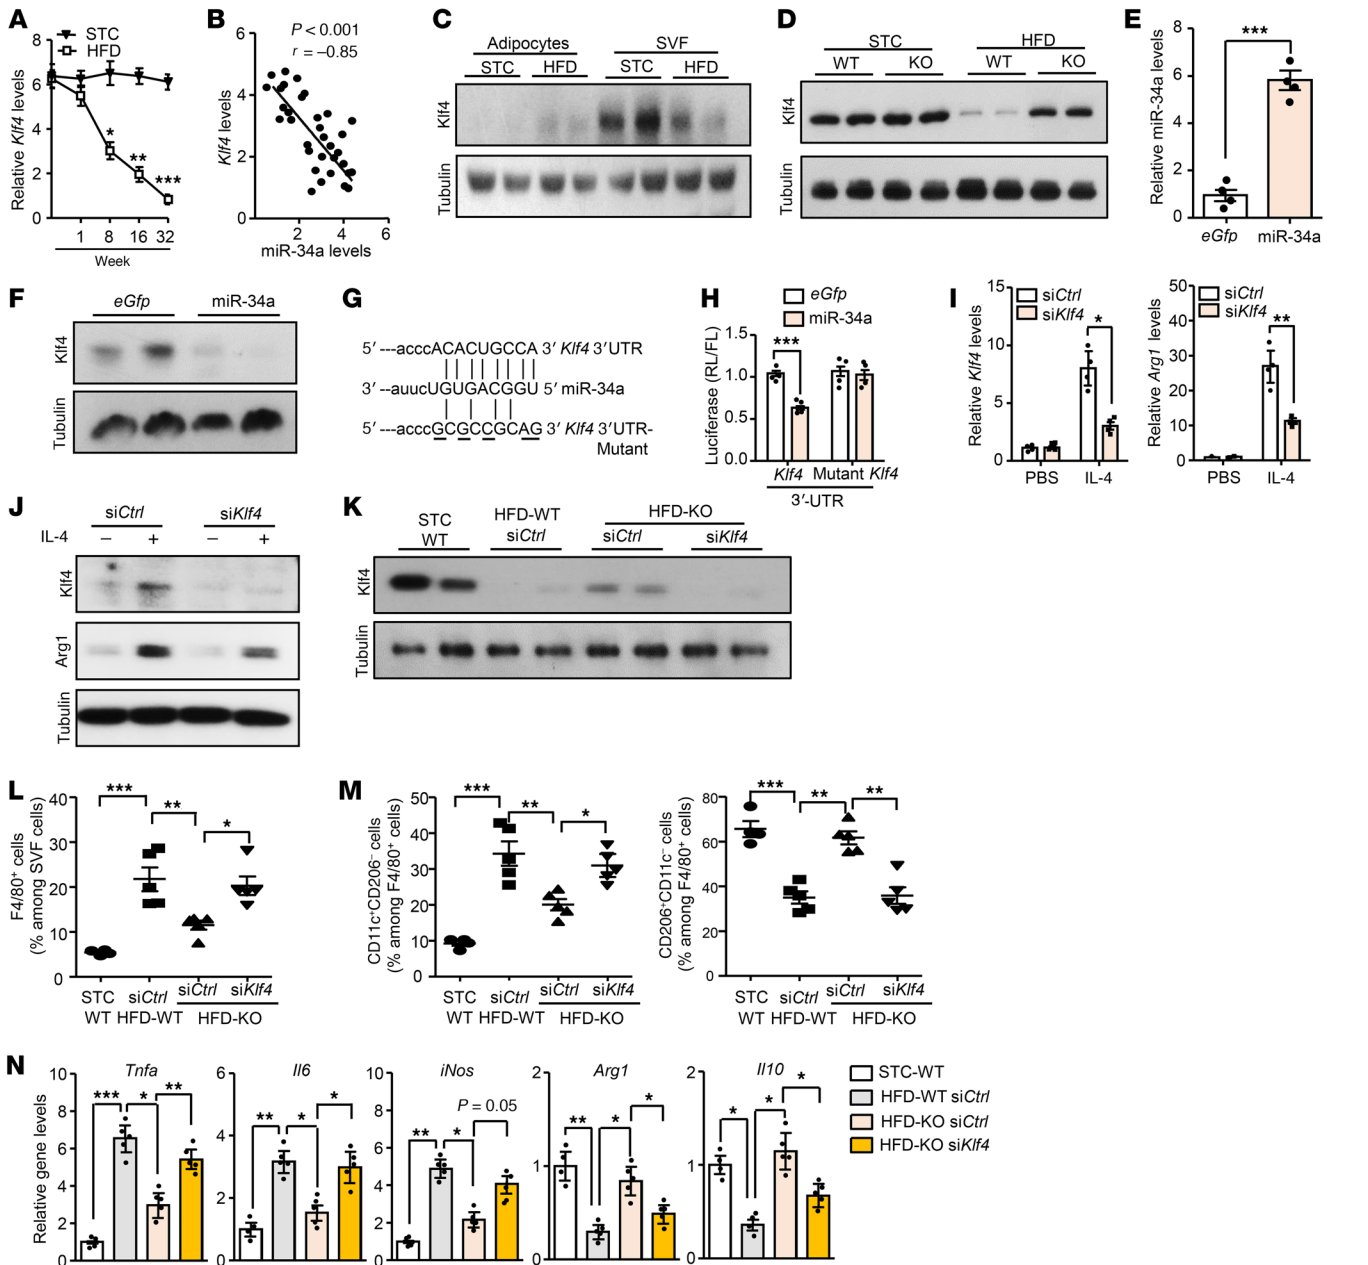 A
STC
HFD
Relative Klf4 levels
8
6
4
2
0
*
**
***
1 8 16 32
Week
B
P < 0.001
r = –0.85
Klf4 levels
6
4
2
0
2 4 6
miR-34a levels
C
Adipocytes SVF
STC HFD STC HFD
Klf4
Tubulin
D
STC HFD
WT KO WT KO
Klf4
Tubulin
E
Relative miR-34a levels
8
6
4
2
0
***
eGfp miR-34a
F
eGfp miR-34a
Klf4
Tubulin
G
5′ ---acccACACUGCCA 3′ Klf4 3′UTR
3′ --auucUGUGACGGU 5′ miR-34a
5′ ---acccGCGCCGCAG 3′ Klf4 3′UTR-
Mutant
H
eGfp
miR-34a
Luciferase (RL/FL)
1.5
1.0
0.5
0.0
***
Klf4 Mutant Klf4
3′-UTR
I
siCtrl
siKlf4
Relative Klf4 levels
15
10
5
0
*
PBS IL-4
siCtrl
siKlf4
Relative Arg1 levels
50
40
30
20
10
0
**
PBS IL-4
J
siCtrl siKlf4
IL-4 – + – +
Klf4
Arg1
Tubulin
K
STC HFD-WT HFD-KO
WT siCtrl siCtrl siKlf4
Klf4
Tubulin
L
F4/80+ cells
(% among SVF cells)
40
30
20
10
0
*** ** *
STC siCtrl siCtrl siKlf4
WT HFD-WT HFD-KO
M
CD11c+CD206– cells
(% among F4/80+ cells)
50
40
30
20
10
0
*** ** *
STC siCtrl siCtrl siKlf4
WT HFD-WT HFD-KO
CD206+CD11c– cells
(% among F4/80+ cells)
80
60
40
20
0
*** ** **
STC siCtrl siCtrl siKlf4
WT HFD-WT HFD-KO
N
Relative gene levels
Tnfa
10
8
6
4
2
0
*** * **
Il6
6
4
2
0
** * *
iNos
10
8
6
4
2
0
P = 0.05
** *
Arg1
2
1
0
** * *
Il10
2
1
0
* * *
STC-WT
HFD-WT siCtrl
HFD-KO siCtrl
HFD-KO siKlf4